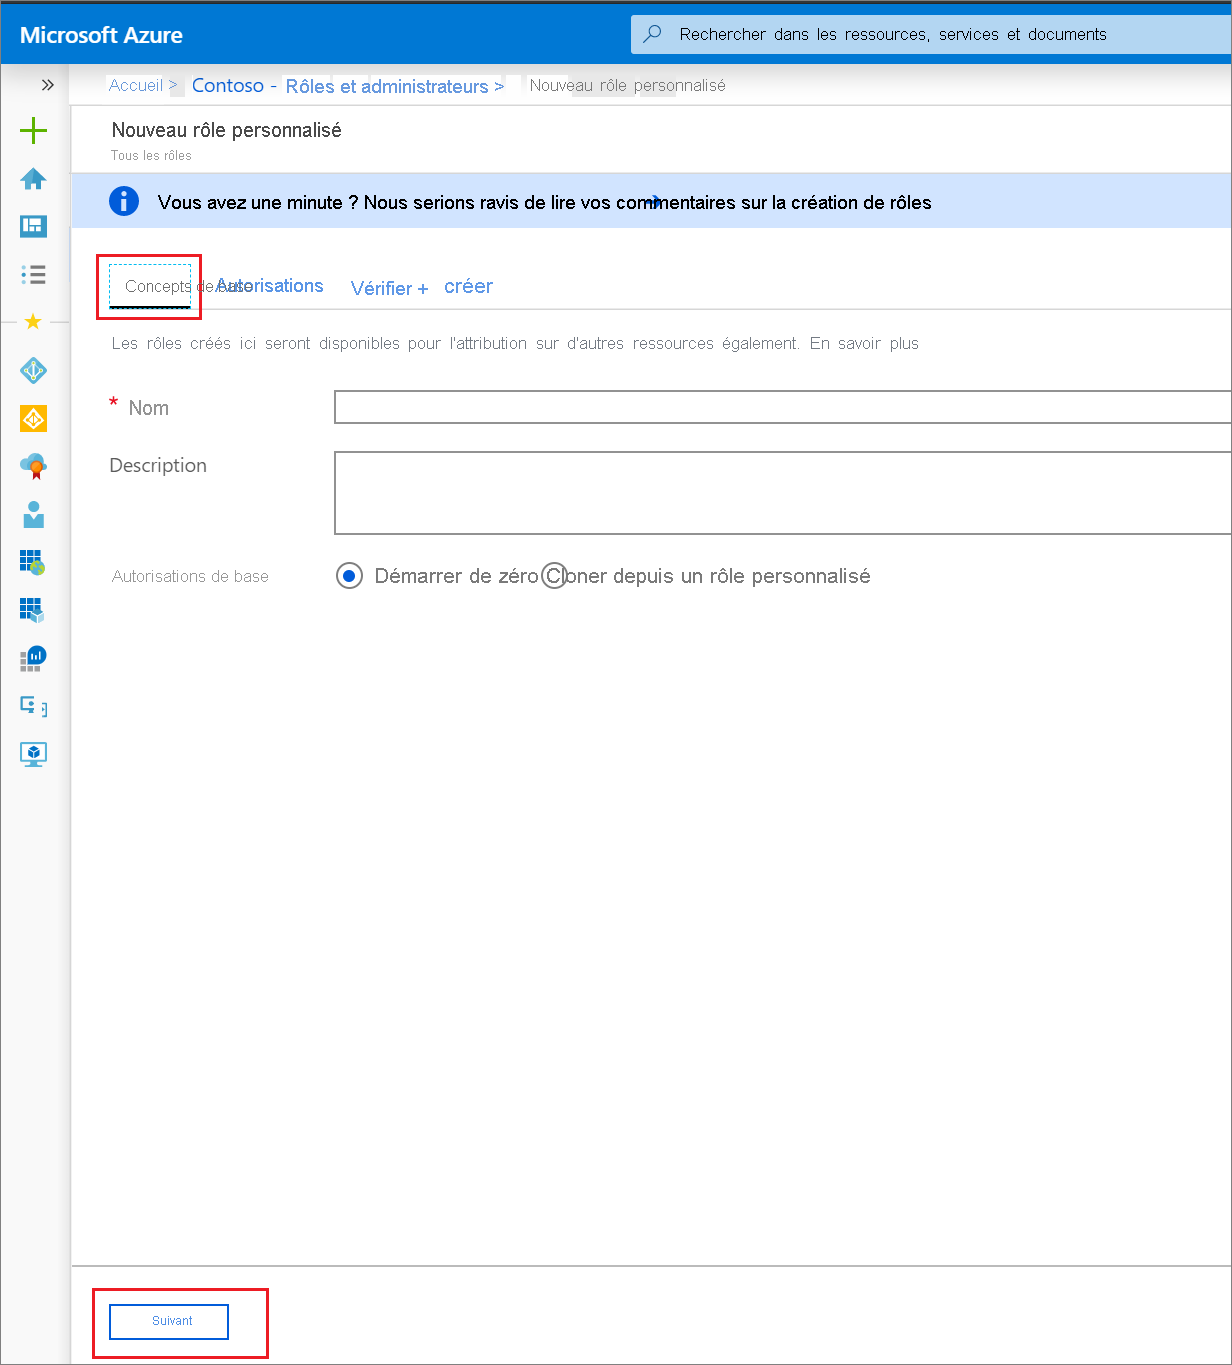 Microsoft Azure
Rechercher dans les ressources, services et documents
Accueil > Contoso - Rôles et administrateurs > Nouveau rôle personnalisé
Nouveau rôle personnalisé
Tous les rôles
Vous avez une minute ? Nous serions ravis de lire vos commentaires sur la création de rôles
Concepts de base Autorisations Vérifier + créer
Les rôles créés ici seront disponibles pour l'attribution sur d'autres ressources également. En savoir plus
* Nom
Description
Autorisations de base Démarrer de zéro Cloner depuis un rôle personnalisé
Suivant